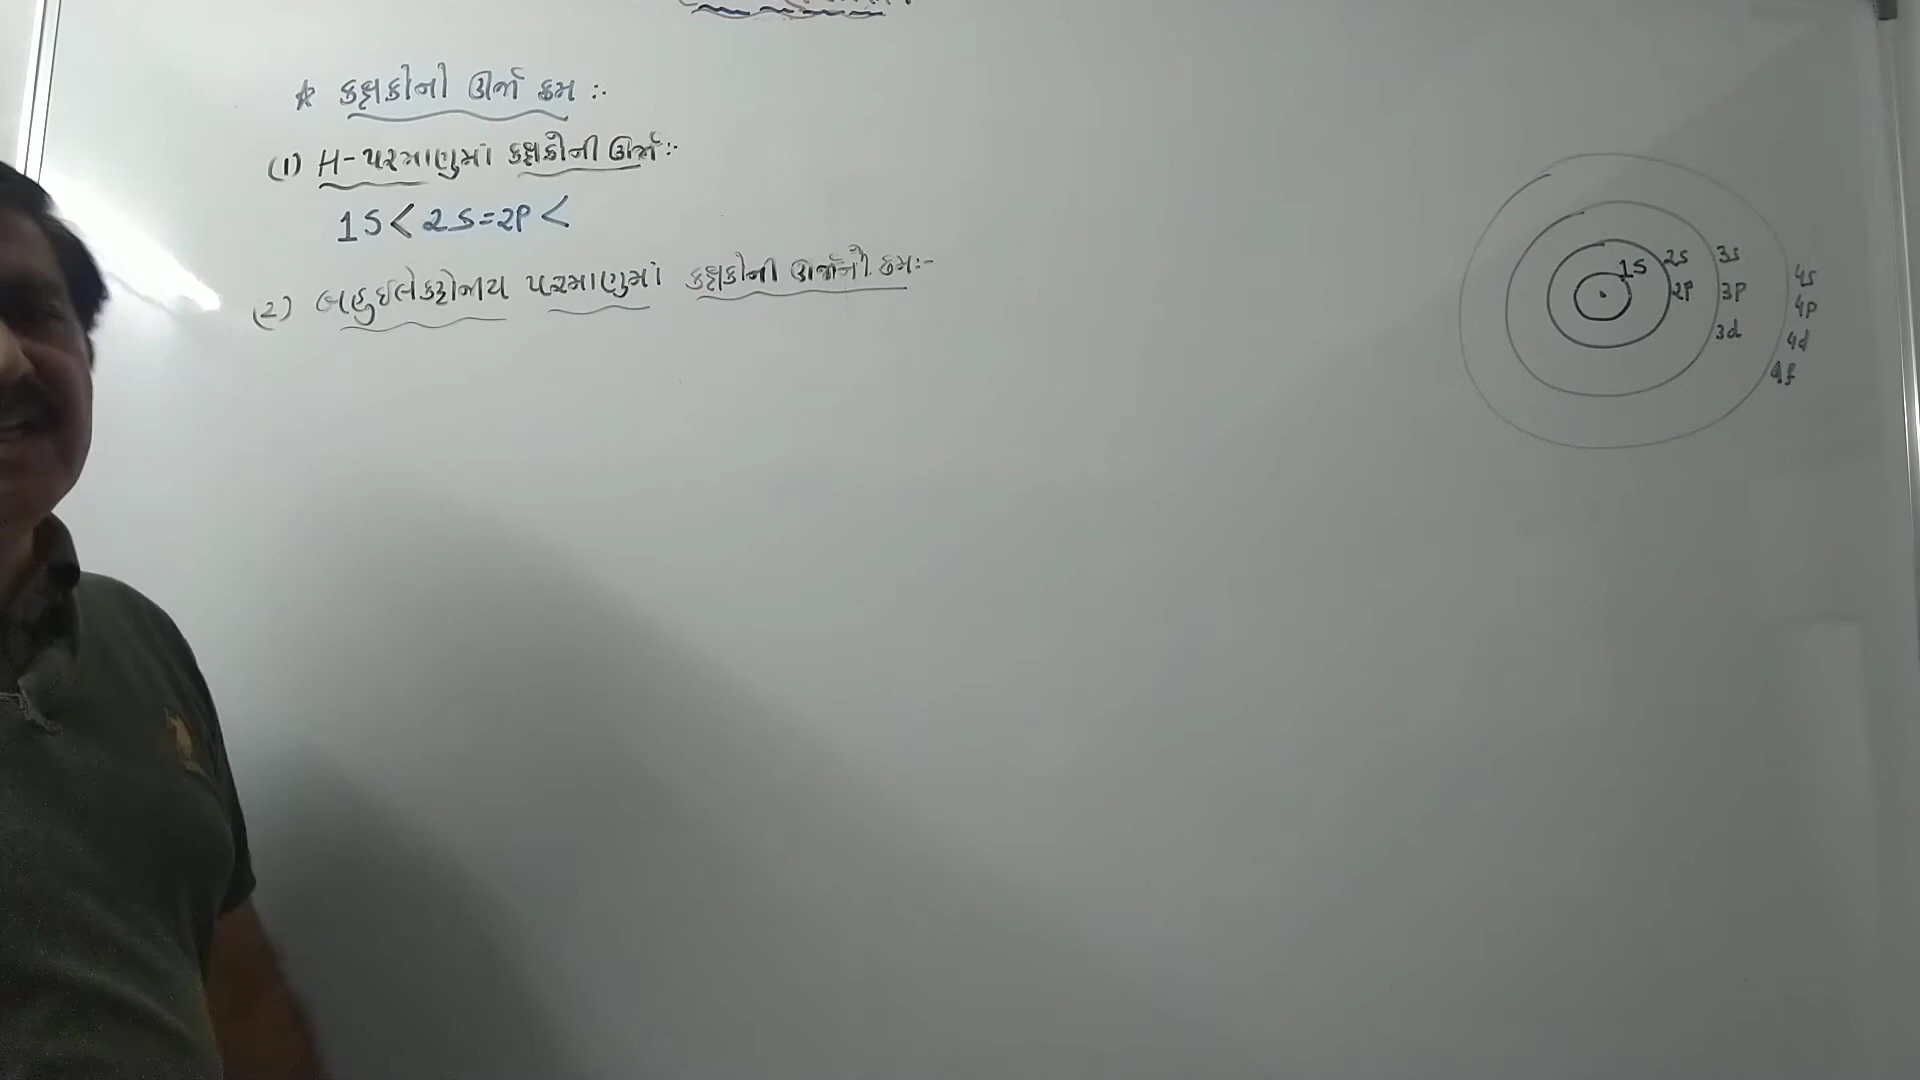 * કક્ષકોનો ઊર્જા ક્રમ :-
(1) H-પરમાણુમાં કક્ષકોની ઊર્જા:-
1S < 2S = 2P <
(2) બહુઇલેક્ટ્રોનીય પરમાણુમાં કક્ષકોની ઊર્જાનો ક્રમ:-
1S 2S 3S 4S
2P 3P 4P
3d 4d
4f